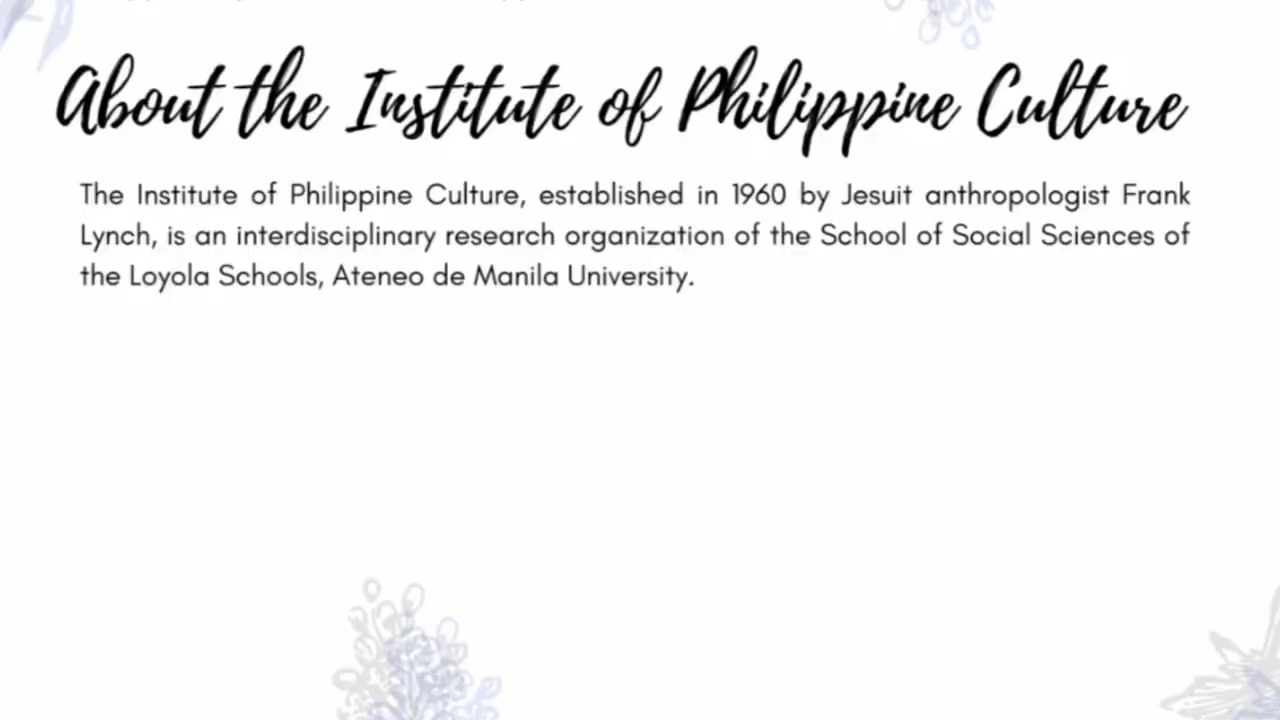 About the Institute of Philippine Culture
The Institute of Philippine Culture, established in 1960 by Jesuit anthropologist Frank
Lynch, is an interdisciplinary research organization of the School of Social Sciences of
the Loyola Schools, Ateneo de Manila University.